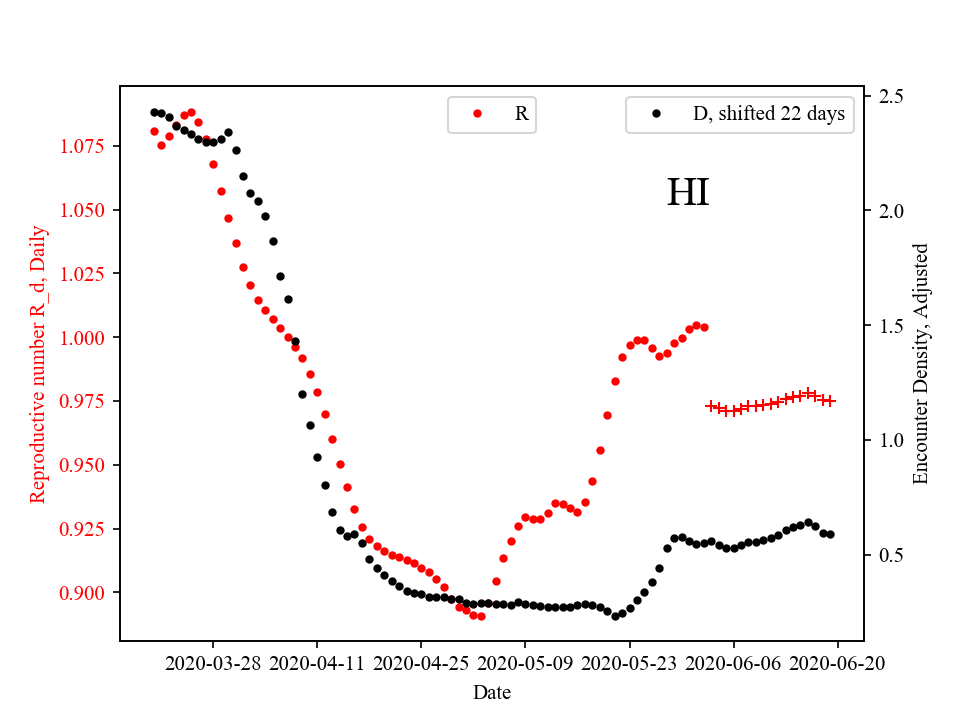 R
D, shifted 22 days
HI
Reproductive number R_d, Daily
1.075
1.050
1.025
1.000
0.975
0.950
0.925
0.900
2.5
2.0
1.5
1.0
0.5
Encounter Density, Adjusted
2020-03-28 2020-04-11 2020-04-25 2020-05-09 2020-05-23 2020-06-06 2020-06-20
Date